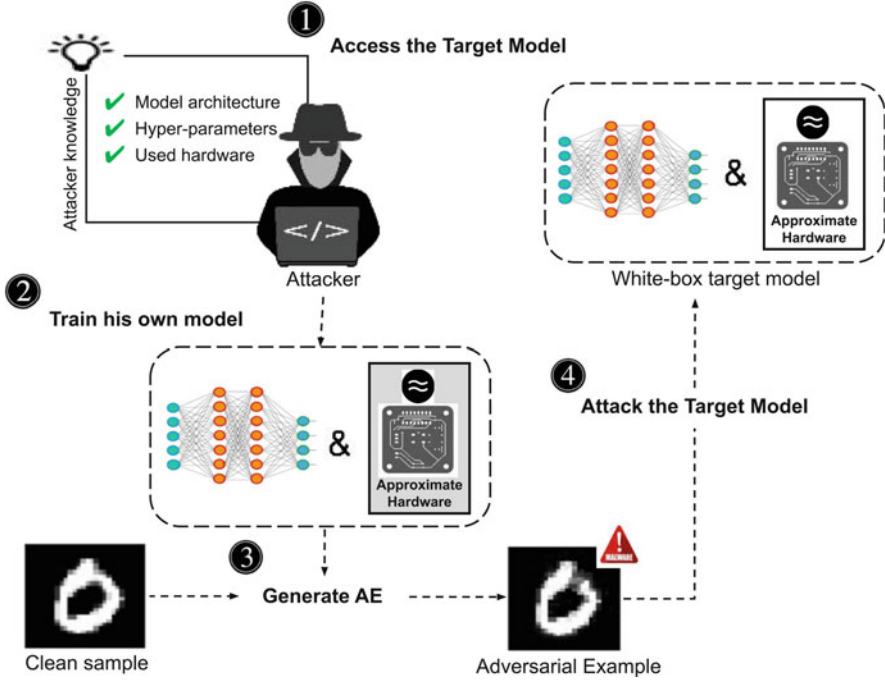 1
Access the Target Model
Attacker knowledge
✔ Model architecture
✔ Hyper-parameters
✔ Used hardware
</>
Attacker
&
≈
Approximate
Hardware
White-box target model
2
Train his own model
&
≈
Approximate
Hardware
4
Attack the Target Model
3
Generate AE
!
MALWARE
Clean sample
Adversarial Example